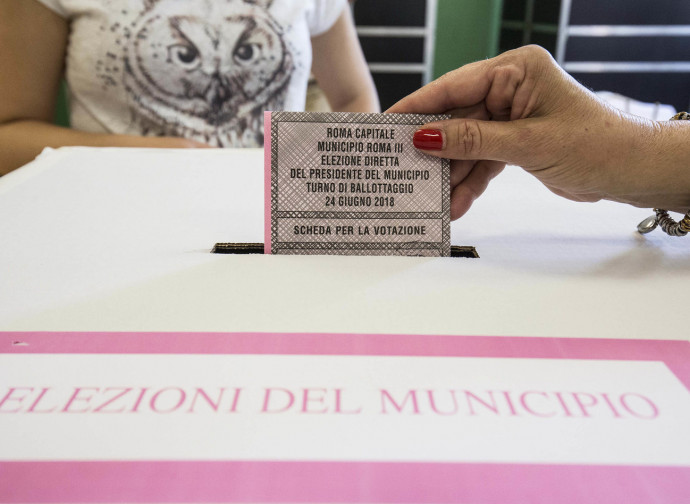 ROMA CAPITALE
MUNICIPIO ROMA III
ELEZIONE DIRETTA
DEL PRESIDENTE DEL MUNICIPIO
TURNO DI BALLOTTAGGIO
24 GIUGNO 2018
SCHEDA PER LA VOTAZIONE
ELEZIONI DEL MUNICIPIO